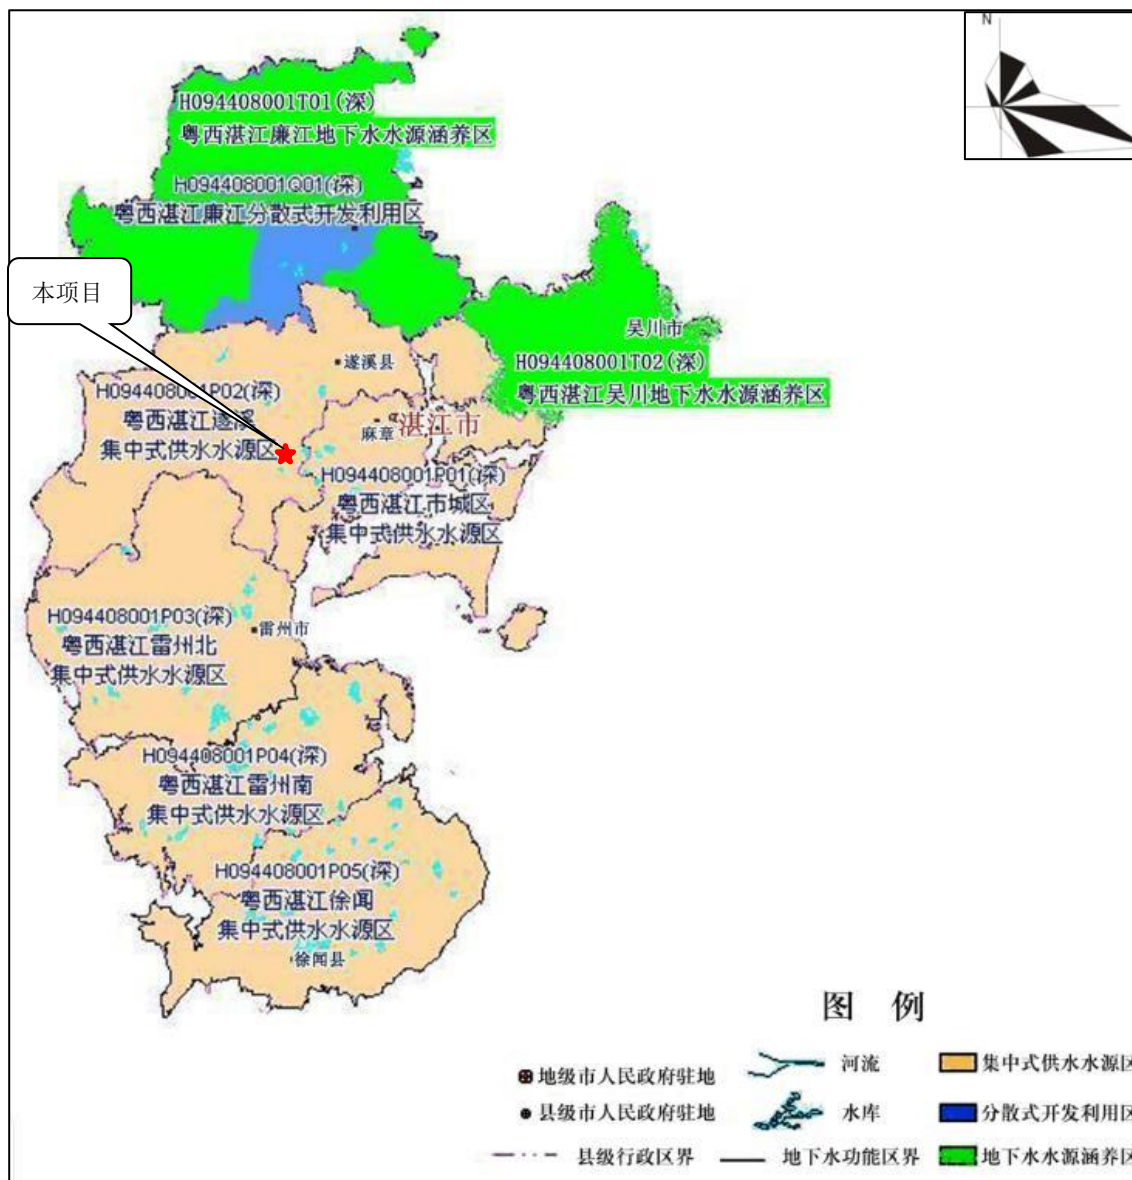 N
H094408001T01(深)
粤西湛江廉江地下水水源涵养区
H094408001Q01(深)
粤西湛江廉江分散式开发利用区
本项目
吴川市
H094408001T02(深)
粤西湛江吴川地下水水源涵养区
遂溪县
H094408001P02(深)
粤西湛江遂溪
集中式供水水源区
麻章
湛江市
H094408001P01(深)
粤西湛江市城区
集中式供水水源区
H094408001P03(深)
粤西湛江雷州北
集中式供水水源区
雷州市
H094408001P04(深)
粤西湛江雷州南
集中式供水水源区
H094408001P05(深)
粤西湛江徐闻
集中式供水水源区
徐闻县
图 例
地级市人民政府驻地
河流
集中式供水水源区
县级市人民政府驻地
水库
分散式开发利用区
县级行政区界
地下水功能区界
地下水水源涵养区